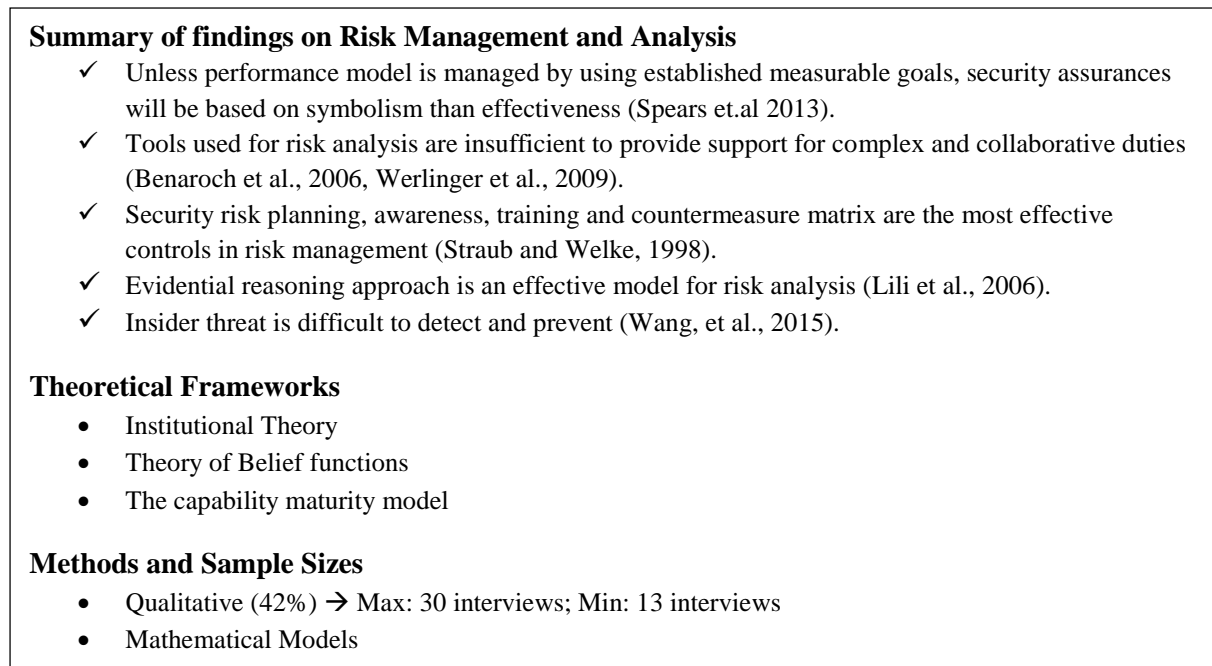 Summary of findings on Risk Management and Analysis
✓ Unless performance model is managed by using established measurable goals, security assurances
will be based on symbolism than effectiveness (Spears et.al 2013).
✓ Tools used for risk analysis are insufficient to provide support for complex and collaborative duties
(Benaroch et al., 2006, Werlinger et al., 2009).
✓ Security risk planning, awareness, training and countermeasure matrix are the most effective
controls in risk management (Straub and Welke, 1998).
✓ Evidential reasoning approach is an effective model for risk analysis (Lili et al., 2006).
✓ Insider threat is difficult to detect and prevent (Wang, et al., 2015).
Theoretical Frameworks
• Institutional Theory
• Theory of Belief functions
• The capability maturity model
Methods and Sample Sizes
• Qualitative (42%) → Max: 30 interviews; Min: 13 interviews
• Mathematical Models